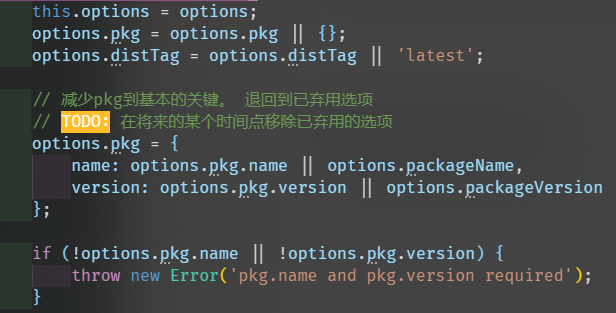 this.options = options;
options.pkg = options.pkg || {};
options.distTag = options.distTag || 'latest';
// 减少pkg到基本的关键。 退回到已弃用选项
// TODO: 在将来的某个时间点移除已弃用的选项
options.pkg = {
name: options.pkg.name || options.packageName,
version: options.pkg.version || options.packageVersion
};
if (!options.pkg.name || !options.pkg.version) {
throw new Error('pkg.name and pkg.version required');
}